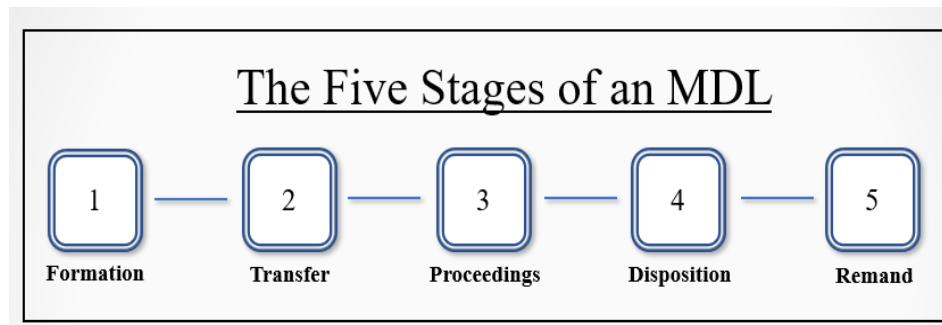 The Five Stages of an MDL
1 2 3 4 5
Formation Transfer Proceedings Disposition Remand